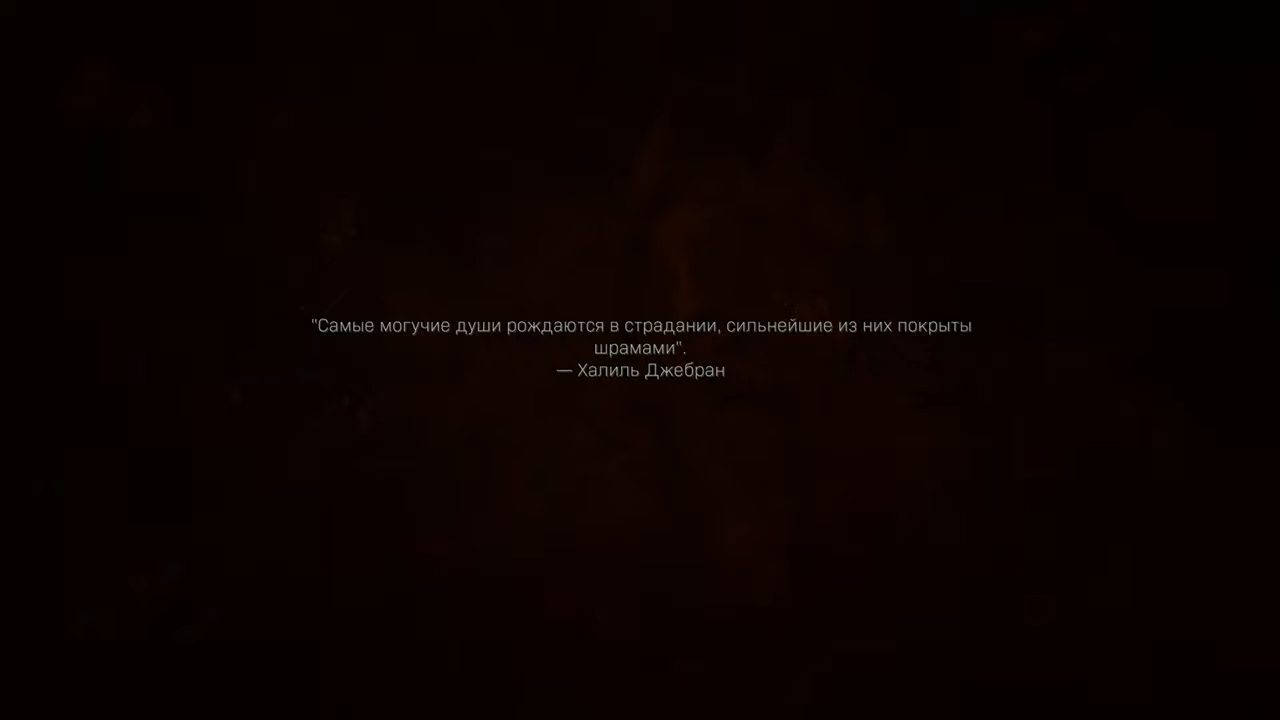 "Самые могучие души рождаются в страдании, сильнейшие из них покрыты
шрамами".
— Халиль Джебран